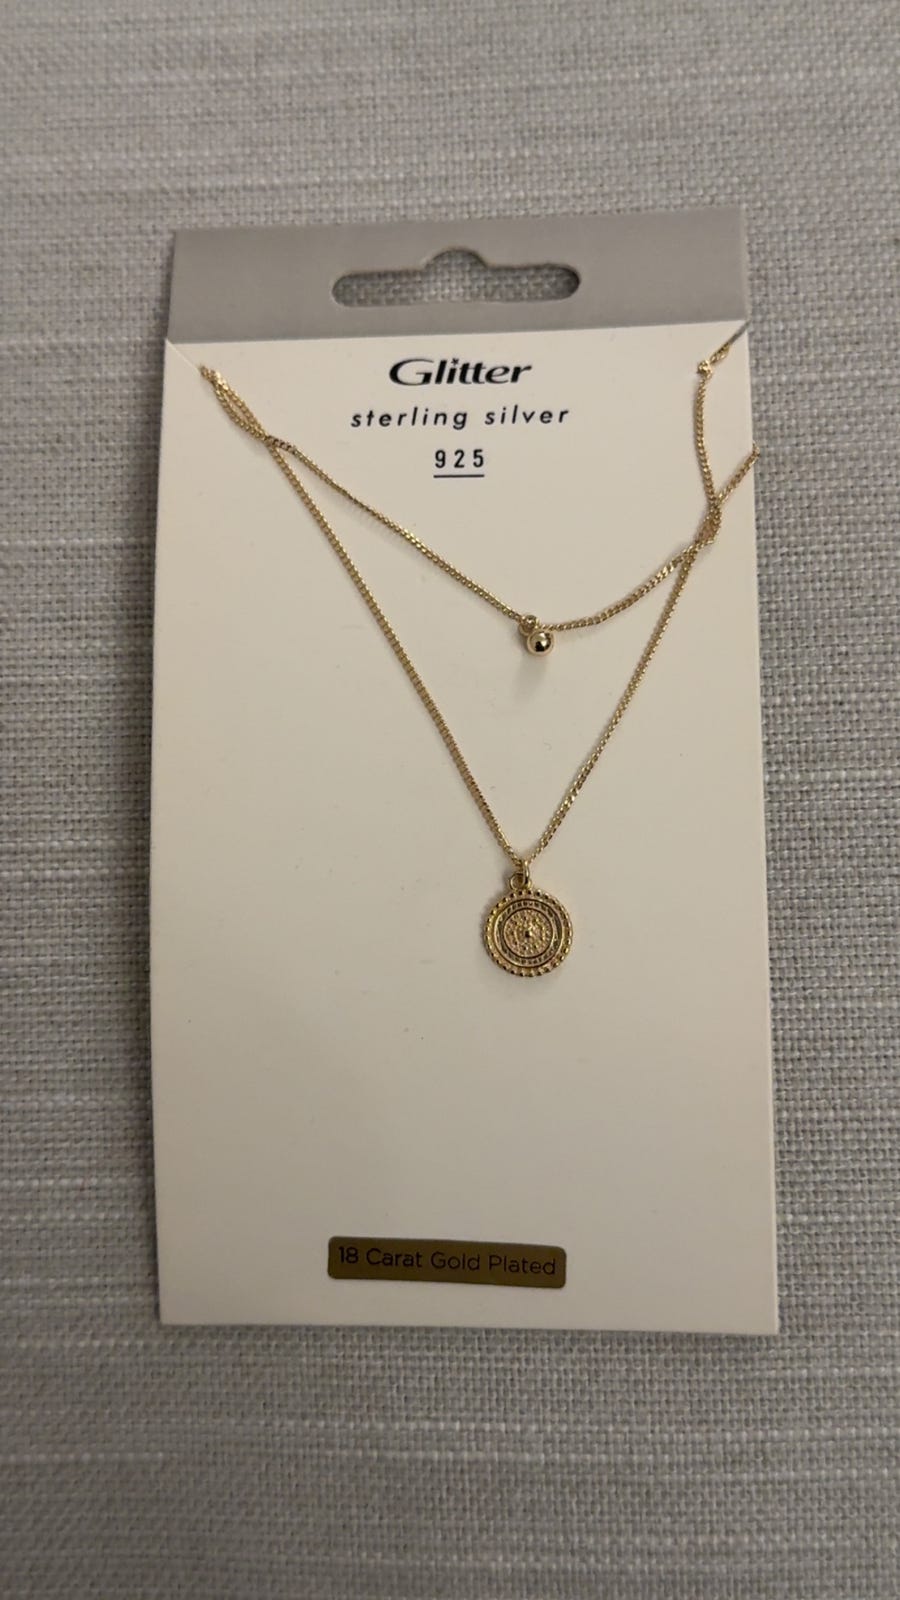 Glitter
sterling silver
925
18 Carat Gold Plated